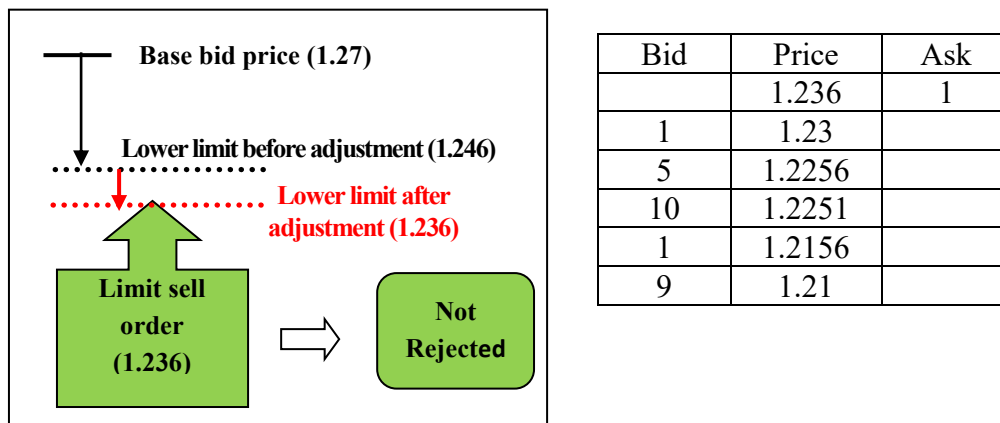 Base bid price (1.27)
Lower limit before adjustment (1.246)
Lower limit after
adjustment (1.236)
Limit sell
order
(1.236)
Not
Rejected
Bid Price Ask
1.236 1
1 1.23
5 1.2256
10 1.2251
1 1.2156
9 1.21